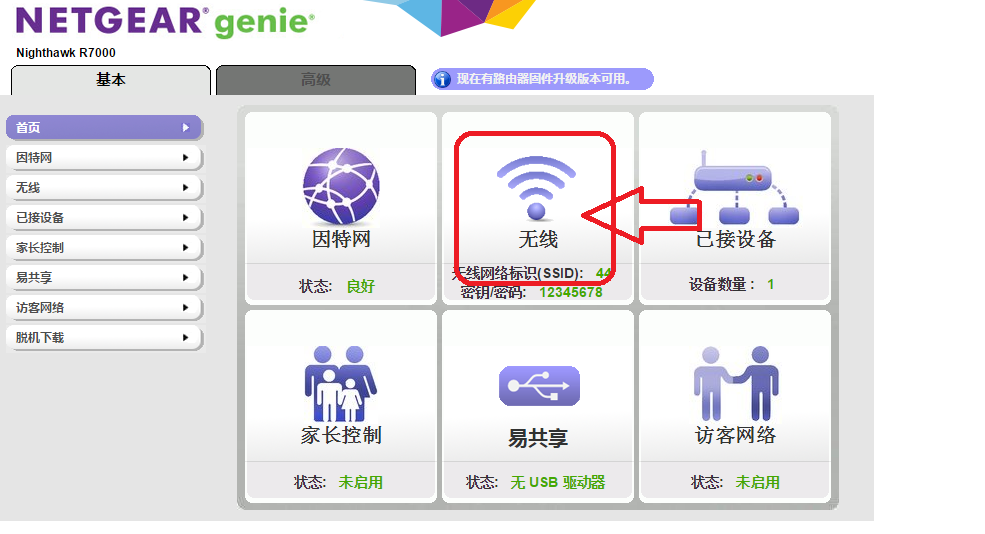 NETGEAR® genie®
Nighthawk R7000
基本
高级
现在有路由器固件升级版本可用。
首页
因特网
无线
已接设备
家长控制
易共享
访客网络
脱机下载
因特网
状态: 良好
无线
无线网络标识(SSID): 44
密钥/密码: 12345678
已接设备
设备数量: 1
家长控制
状态: 未启用
易共享
状态: 无 USB 驱动器
访客网络
状态: 未启用